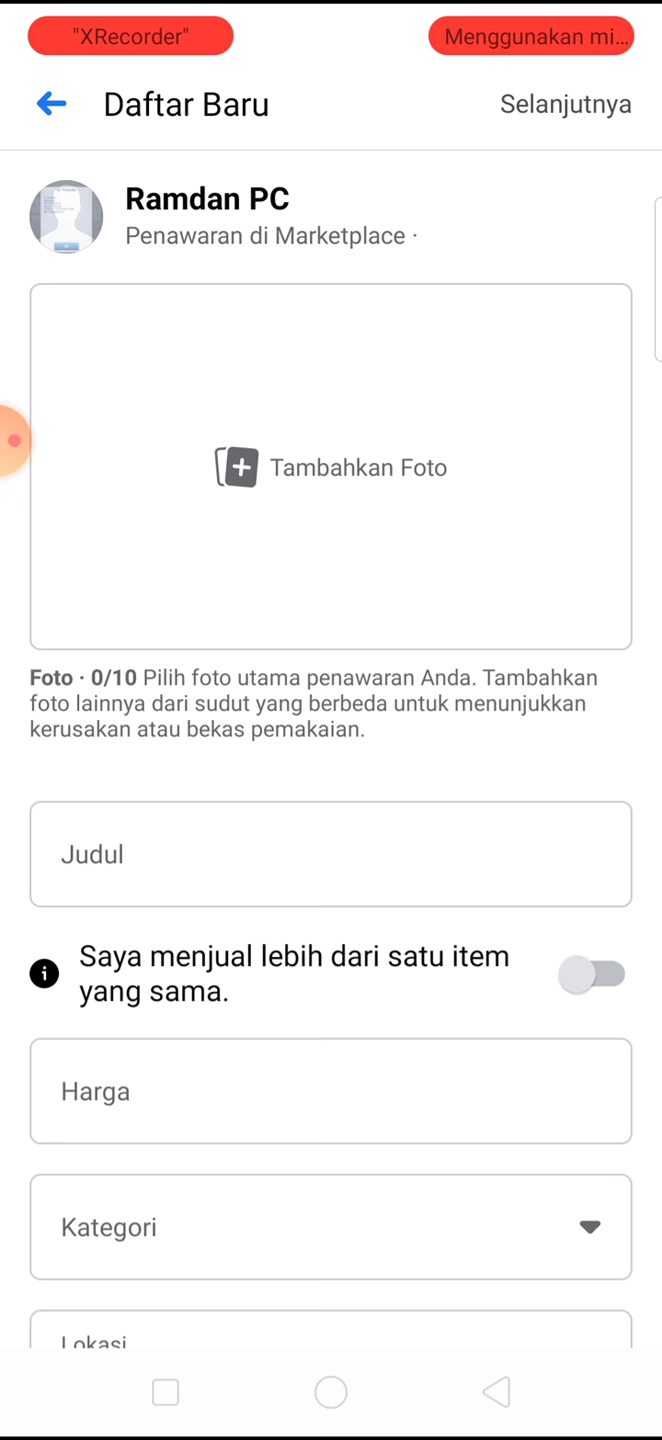 "XRecorder"
Menggunakan mi...
Daftar Baru
Selanjutnya
Ramdan PC
Penawaran di Marketplace ·
Tambahkan Foto
Foto · 0/10 Pilih foto utama penawaran Anda. Tambahkan
foto lainnya dari sudut yang berbeda untuk menunjukkan
kerusakan atau bekas pemakaian.
Judul
Saya menjual lebih dari satu item
yang sama.
Harga
Kategori
Lokasi